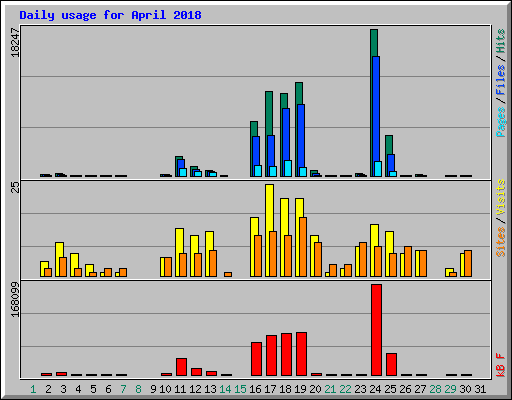 Daily usage for April 2018
18247
Pages / Files / Hits
25
Sites / Visits
168099
kB F
1 2 3 4 5 6 7 8 9 10 11 12 13 14 15 16 17 18 19 20 21 22 23 24 25 26 27 28 29 30 31